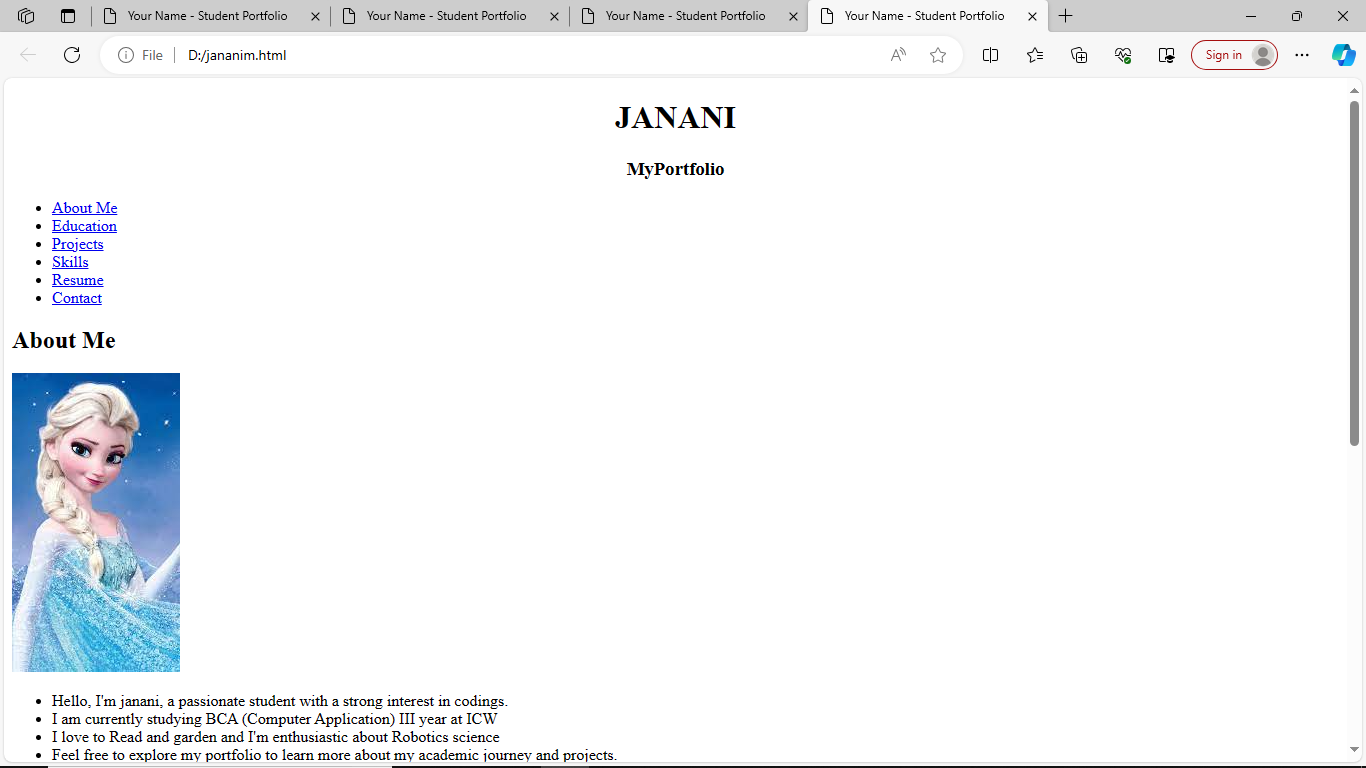 Your Name - Student Portfolio
Your Name - Student Portfolio
Your Name - Student Portfolio
Your Name - Student Portfolio
File
D:/jananim.html
Sign in
JANANI
MyPortfolio
About Me
Education
Projects
Skills
Resume
Contact
About Me
Hello, I'm janani, a passionate student with a strong interest in codings.
I am currently studying BCA (Computer Application) III year at ICW
I love to Read and garden and I'm enthusiastic about Robotics science
Feel free to explore my portfolio to learn more about my academic journey and projects.